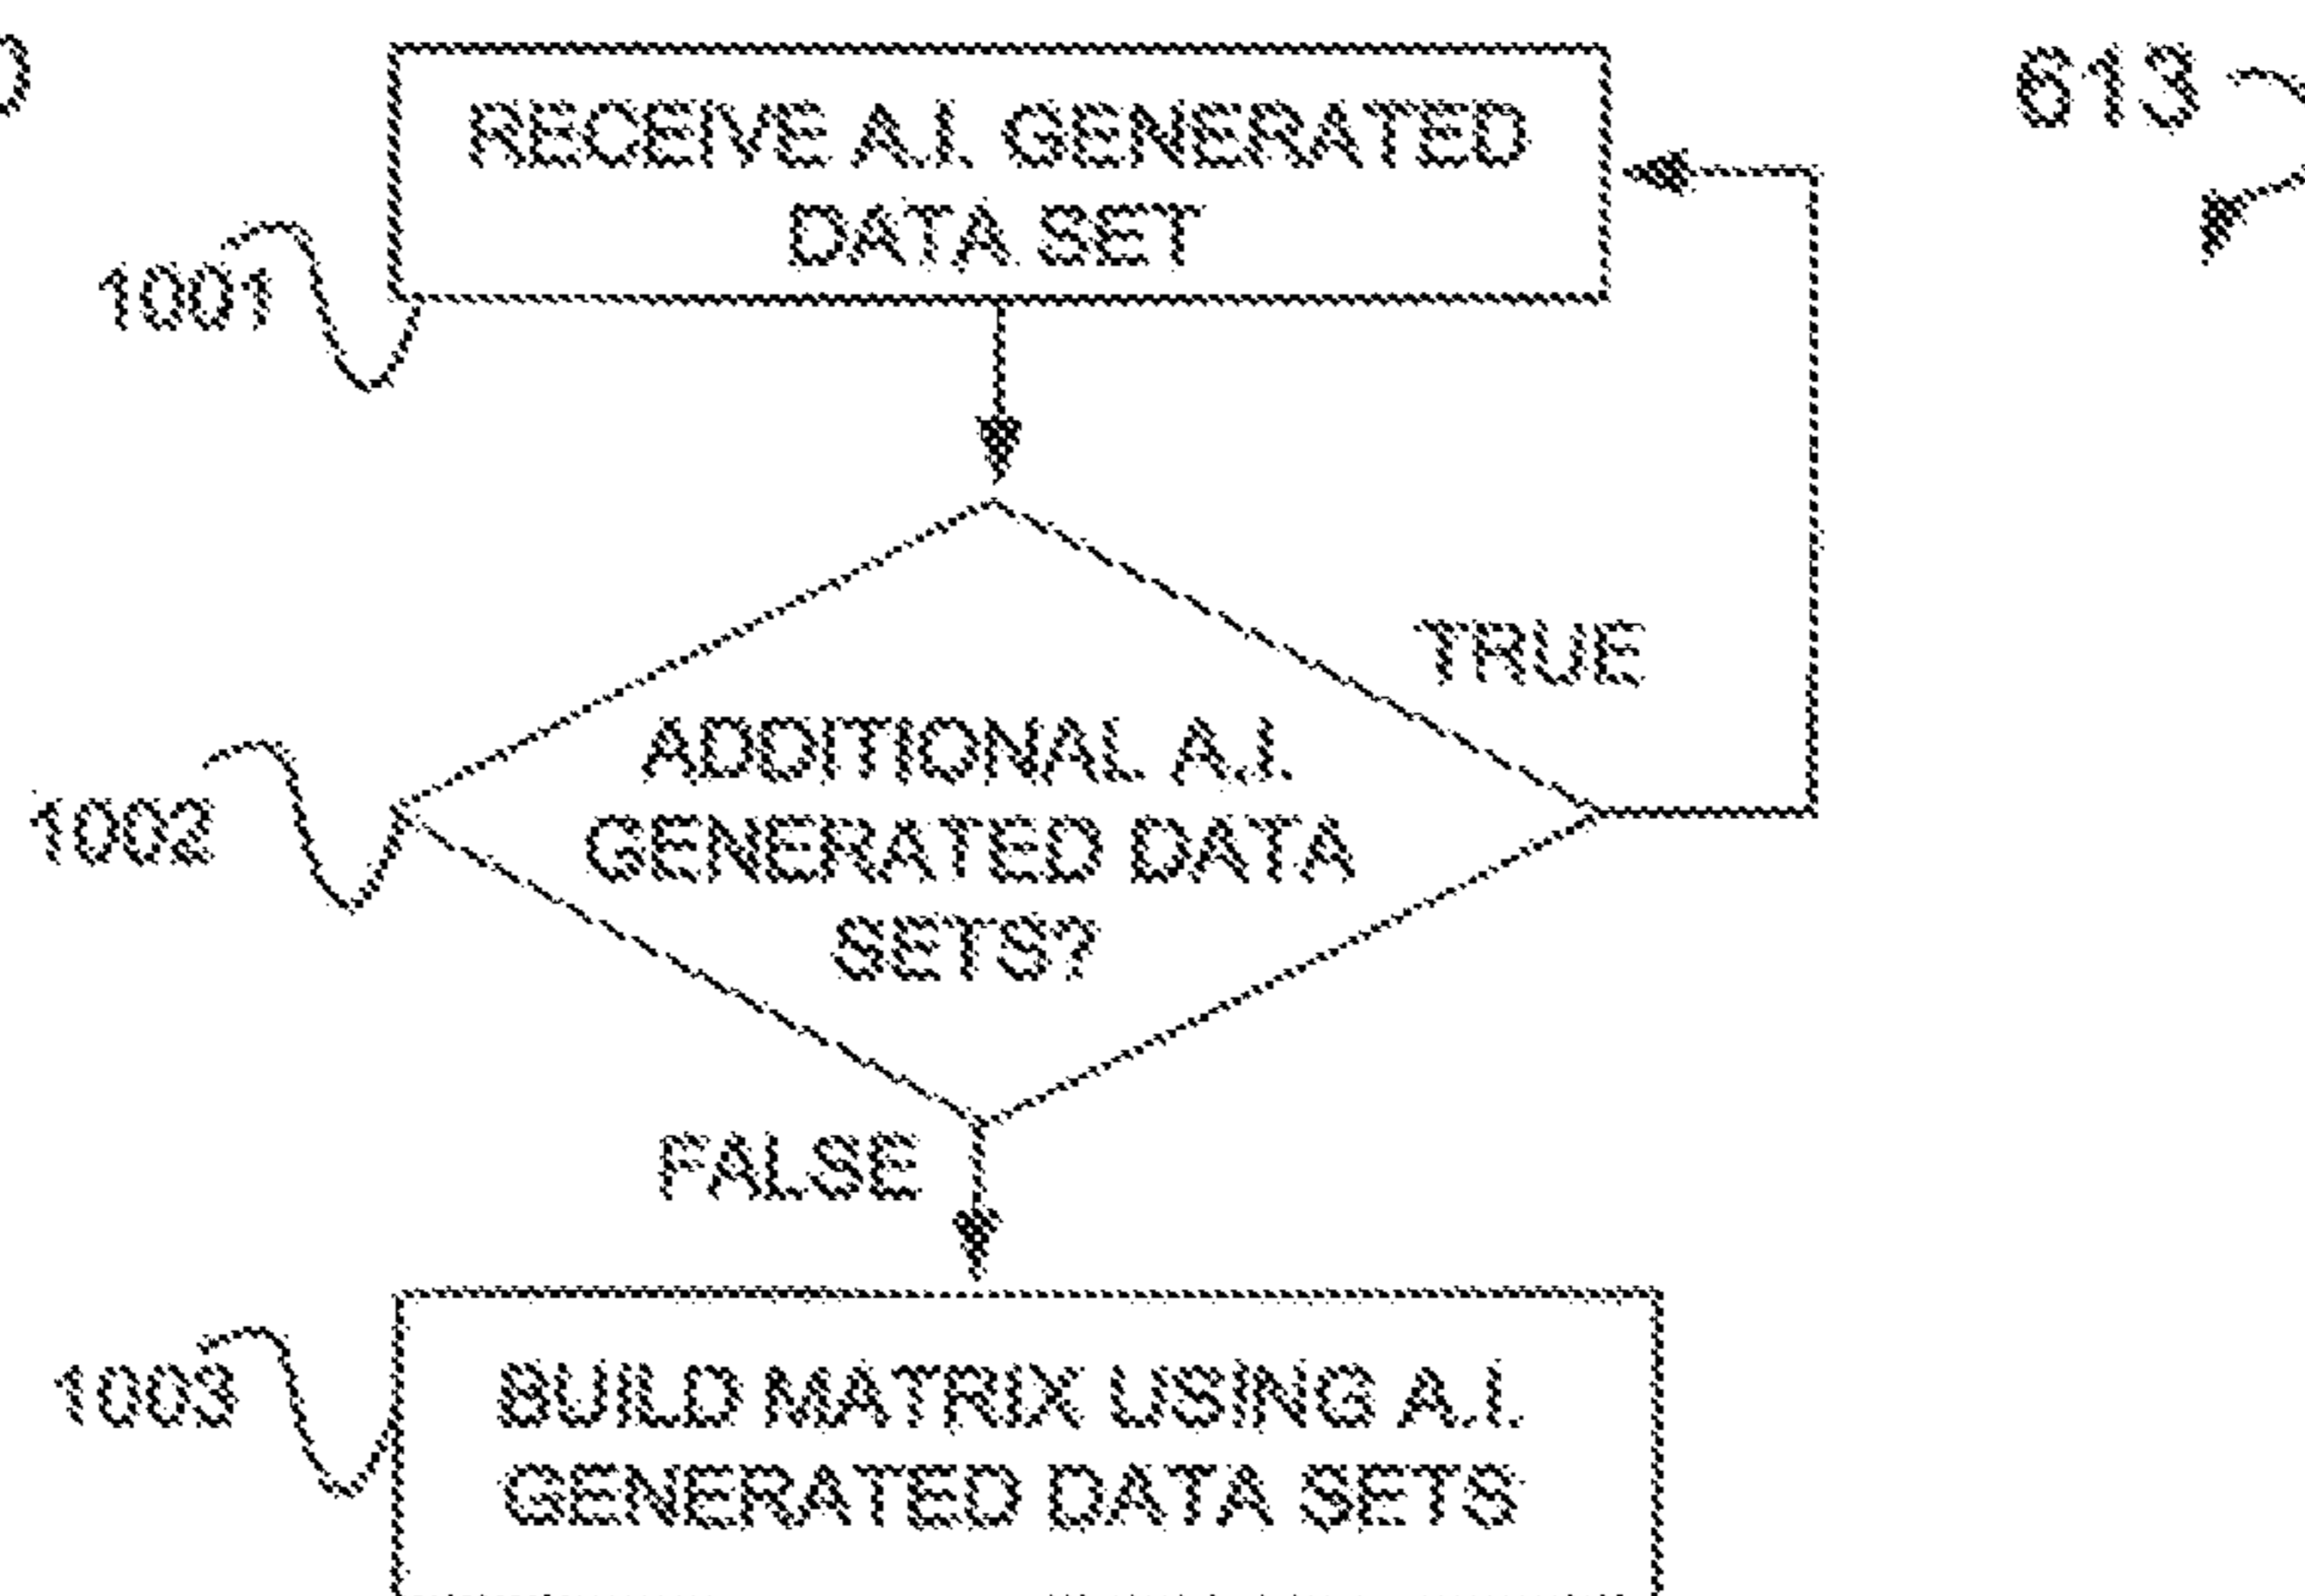 RECEIVE A.I. GENERATED
DATA SET
613
1001
TRUE
ADDITIONAL A.I.
GENERATED DATA
SETS?
1002
FALSE
BUILD MATRIX USING A.I.
GENERATED DATA SETS
1003